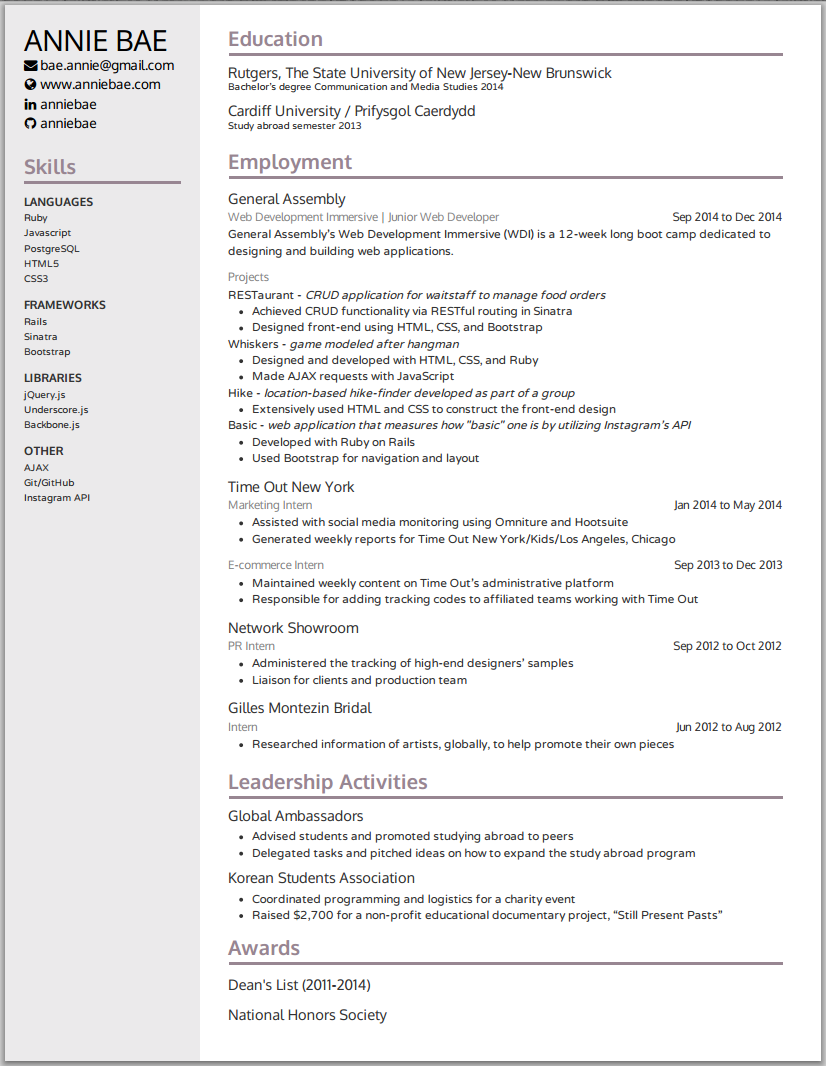 ANNIE BAE
bae.annie@gmail.com
www.anniebae.com
anniebae
anniebae
Skills
LANGUAGES
Ruby
Javascript
PostgreSQL
HTML5
CSS3
FRAMEWORKS
Rails
Sinatra
Bootstrap
LIBRARIES
jQuery.js
Underscore.js
Backbone.js
OTHER
AJAX
Git/GitHub
Instagram API
Education
Rutgers, The State University of New Jersey-New Brunswick
Bachelor's degree Communication and Media Studies 2014
Cardiff University / Prifysgol Caerdydd
Study abroad semester 2013
Employment
General Assembly
Web Development Immersive | Junior Web Developer Sep 2014 to Dec 2014
General Assembly's Web Development Immersive (WDI) is a 12-week long boot camp dedicated to
designing and building web applications.
Projects
RESTaurant - CRUD application for waitstaff to manage food orders
• Achieved CRUD functionality via RESTful routing in Sinatra
• Designed front-end using HTML, CSS, and Bootstrap
Whiskers - game modeled after hangman
• Designed and developed with HTML, CSS, and Ruby
• Made AJAX requests with JavaScript
Hike - location-based hike-finder developed as part of a group
• Extensively used HTML and CSS to construct the front-end design
Basic - web application that measures how "basic" one is by utilizing Instagram's API
• Developed with Ruby on Rails
• Used Bootstrap for navigation and layout
Time Out New York
Marketing Intern Jan 2014 to May 2014
• Assisted with social media monitoring using Omniture and Hootsuite
• Generated weekly reports for Time Out New York/Kids/Los Angeles, Chicago
E-commerce Intern Sep 2013 to Dec 2013
• Maintained weekly content on Time Out's administrative platform
• Responsible for adding tracking codes to affiliated teams working with Time Out
Network Showroom
PR Intern Sep 2012 to Oct 2012
• Administered the tracking of high-end designers' samples
• Liaison for clients and production team
Gilles Montezin Bridal
Intern Jun 2012 to Aug 2012
• Researched information of artists, globally, to help promote their own pieces
Leadership Activities
Global Ambassadors
• Advised students and promoted studying abroad to peers
• Delegated tasks and pitched ideas on how to expand the study abroad program
Korean Students Association
• Coordinated programming and logistics for a charity event
• Raised $2,700 for a non-profit educational documentary project, "Still Present Pasts"
Awards
Dean's List (2011-2014)
National Honors Society